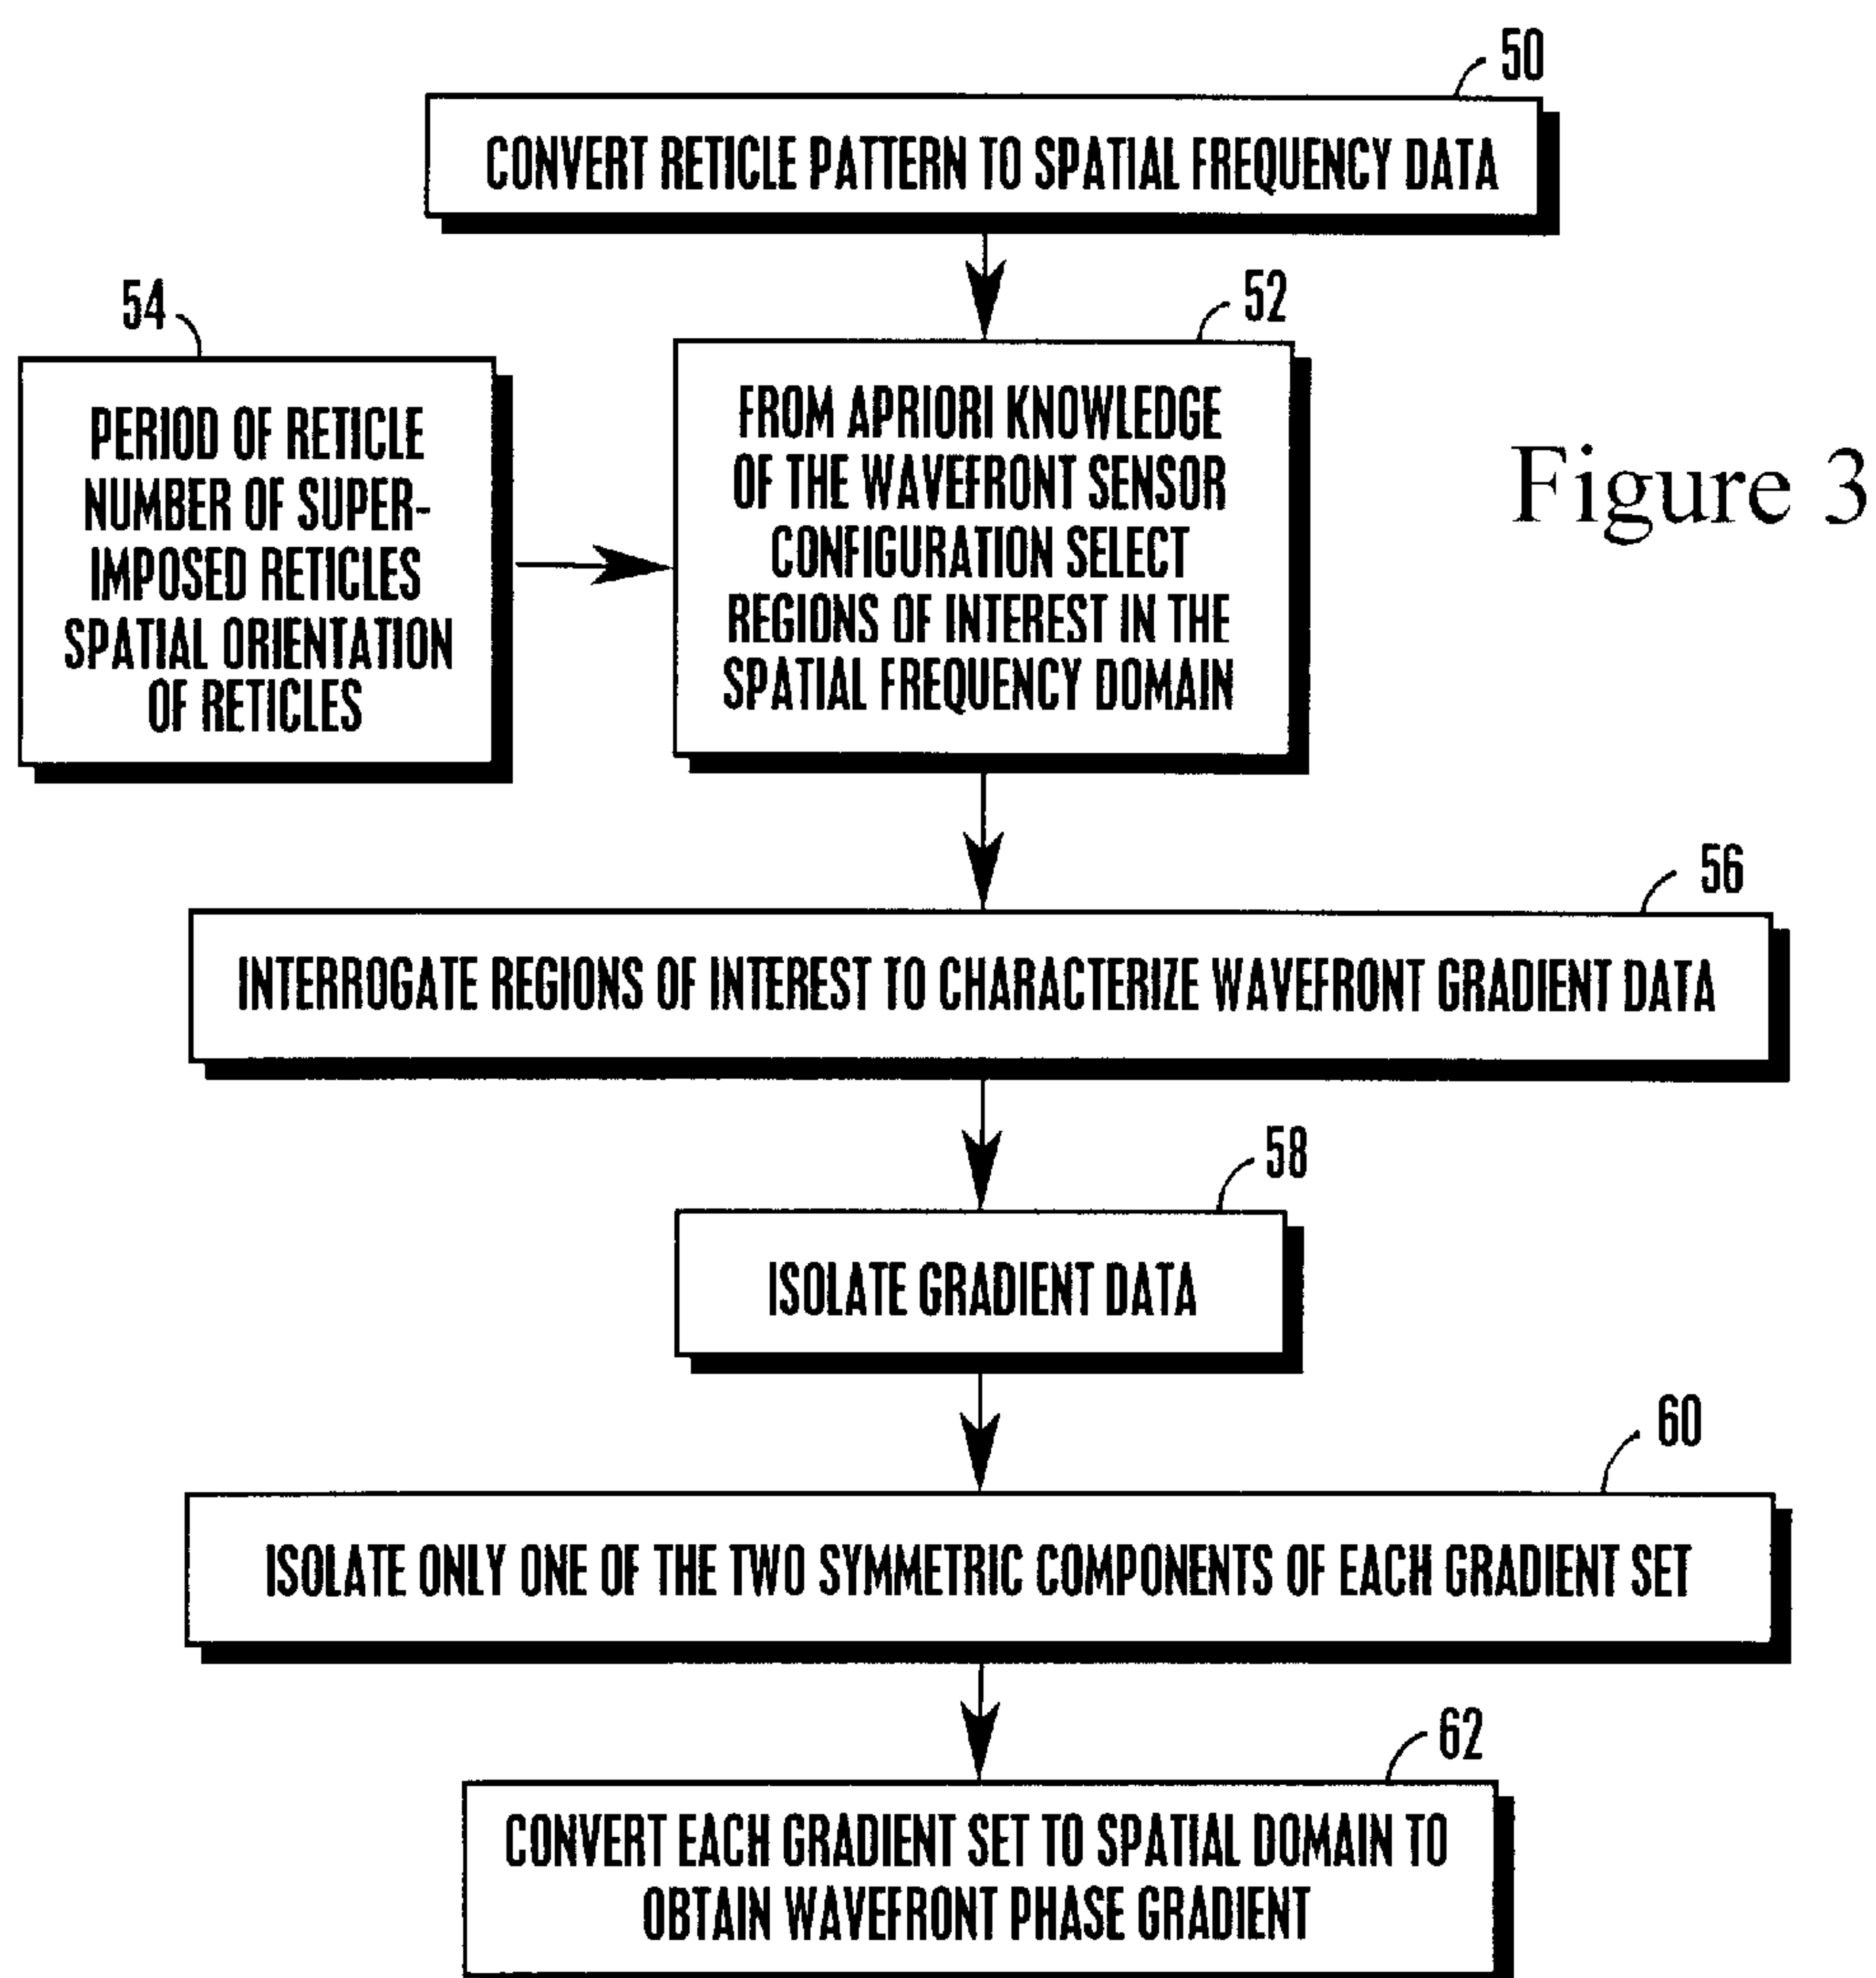 50
CONVERT RETICLE PATTERN TO SPATIAL FREQUENCY DATA
54
PERIOD OF RETICLE
NUMBER OF SUPER-
IMPOSED RETICLES
SPATIAL ORIENTATION
OF RETICLES
52
FROM APRIORI KNOWLEDGE
OF THE WAVEFRONT SENSOR
CONFIGURATION SELECT
REGIONS OF INTEREST IN THE
SPATIAL FREQUENCY DOMAIN
Figure 3
56
INTERROGATE REGIONS OF INTEREST TO CHARACTERIZE WAVEFRONT GRADIENT DATA
58
ISOLATE GRADIENT DATA
60
ISOLATE ONLY ONE OF THE TWO SYMMETRIC COMPONENTS OF EACH GRADIENT SET
62
CONVERT EACH GRADIENT SET TO SPATIAL DOMAIN TO
OBTAIN WAVEFRONT PHASE GRADIENT